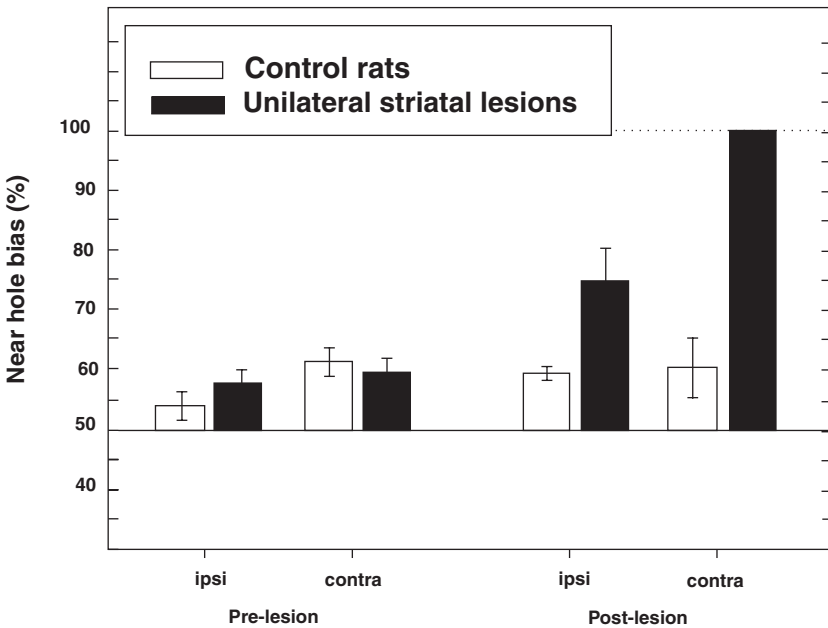 Control rats
Unilateral striatal lesions
Near hole bias (%)
100
90
80
70
60
50
40
ipsi contra ipsi contra
Pre-lesion Post-lesion